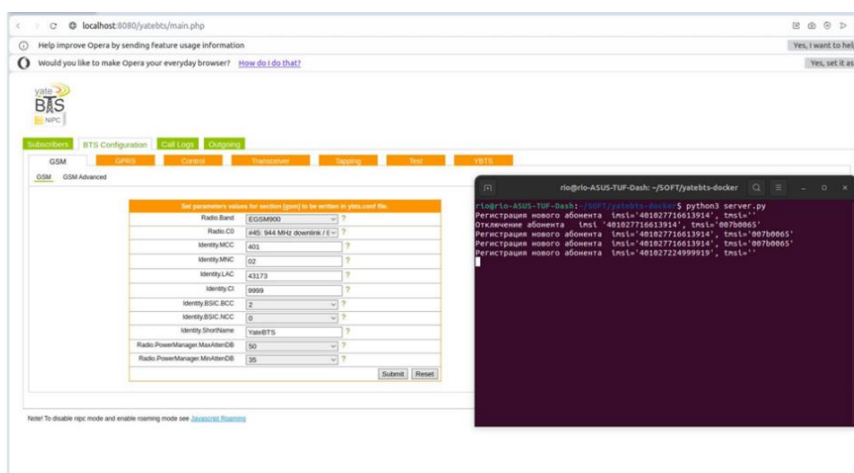 localhost:8080/yatebts/main.php
Help improve Opera by sending feature usage information
Yes, I want to hel
Would you like to make Opera your everyday browser? How do I do that?
Yes, set it as
yate
BTS
NIPC
Subscribers BTS Configuration Call Logs Outgoing
GSM GPRS Control Transceiver Tapping Test YBTS
GSM GSM Advanced
Set parameters values for section [gsm] to be written in ybts.conf file.
Radio.Band EGSM900 ?
Radio.C0 #45: 944 MHz downlink / 8 ?
Identity.MCC 401 ?
Identity.MNC 02 ?
Identity.LAC 43173 ?
Identity.CI 9999 ?
Identity.BSIC.BCC 2 ?
Identity.BSIC.NCC 0 ?
Identity.ShortName YateBTS ?
Radio.PowerManager.MaxAttenDB 50 ?
Radio.PowerManager.MinAttenDB 35 ?
Submit Reset
Note! To disable nipc mode and enable roaming mode see Javascript Roaming
rio@rio-ASUS-TUF-Dash: ~/SOFT/yatebts-docker
rio@rio-ASUS-TUF-Dash:~/SOFT/yatebts-docker$ python3 server.py
Регистрация нового абонента imsi='401027716613914', tmsi=''
Отключение абонента imsi '401027716613914', tmsi='007b0065'
Регистрация нового абонента imsi='401027716613914', tmsi='007b0065'
Регистрация нового абонента imsi='401027716613914', tmsi='007b0065'
Регистрация нового абонента imsi='401027224999919', tmsi=''